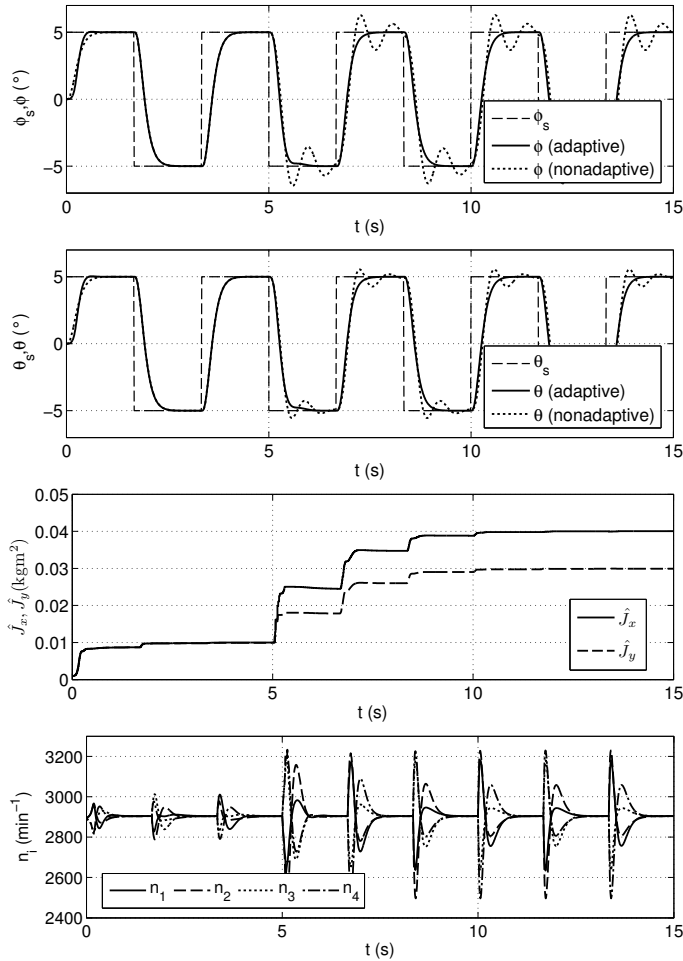 5
0
−5
ϕs,ϕ (°)
0 5 10 15
t (s)
ϕs
ϕ (adaptive)
ϕ (nonadaptive)
5
0
−5
θs,θ (°)
0 5 10 15
t (s)
θs
θ (adaptive)
θ (nonadaptive)
0.05
0.04
0.03
0.02
0.01
0
Ĵx, Ĵy(kgm²)
0 5 10 15
t (s)
Ĵx
Ĵy
3200
3000
2800
2600
2400
ni (min⁻¹)
0 5 10 15
t (s)
n1 n2 n3 n4